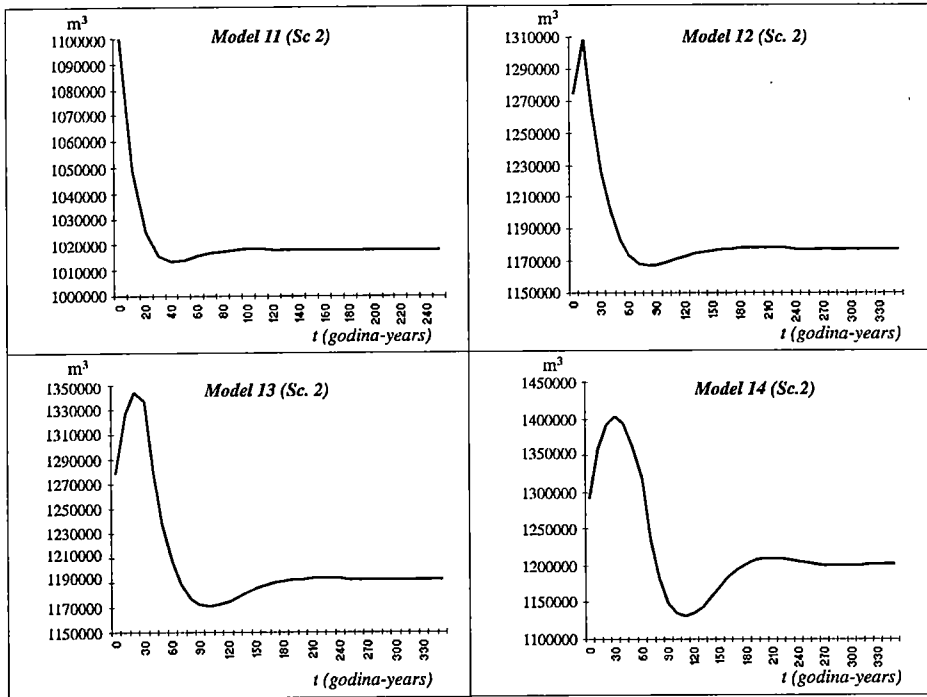 m³
Model 11 (Sc 2)
1100000
1090000
1080000
1070000
1060000
1050000
1040000
1030000
1020000
1010000
1000000
0 20 40 60 80 100 120 140 160 180 200 220 240
t (godina-years)
m³
Model 12 (Sc. 2)
1310000
1290000
1270000
1250000
1230000
1210000
1190000
1170000
1150000
0 30 60 90 120 150 180 210 240 270 300 330
t (godina-years)
m³
Model 13 (Sc. 2)
1350000
1330000
1310000
1290000
1270000
1250000
1230000
1210000
1190000
1170000
1150000
0 30 60 90 120 150 180 210 240 270 300 330
t (godina-years)
m³
Model 14 (Sc.2)
1450000
1400000
1350000
1300000
1250000
1200000
1150000
1100000
0 30 60 90 120 150 180 210 240 270 300 330
t (godina-years)